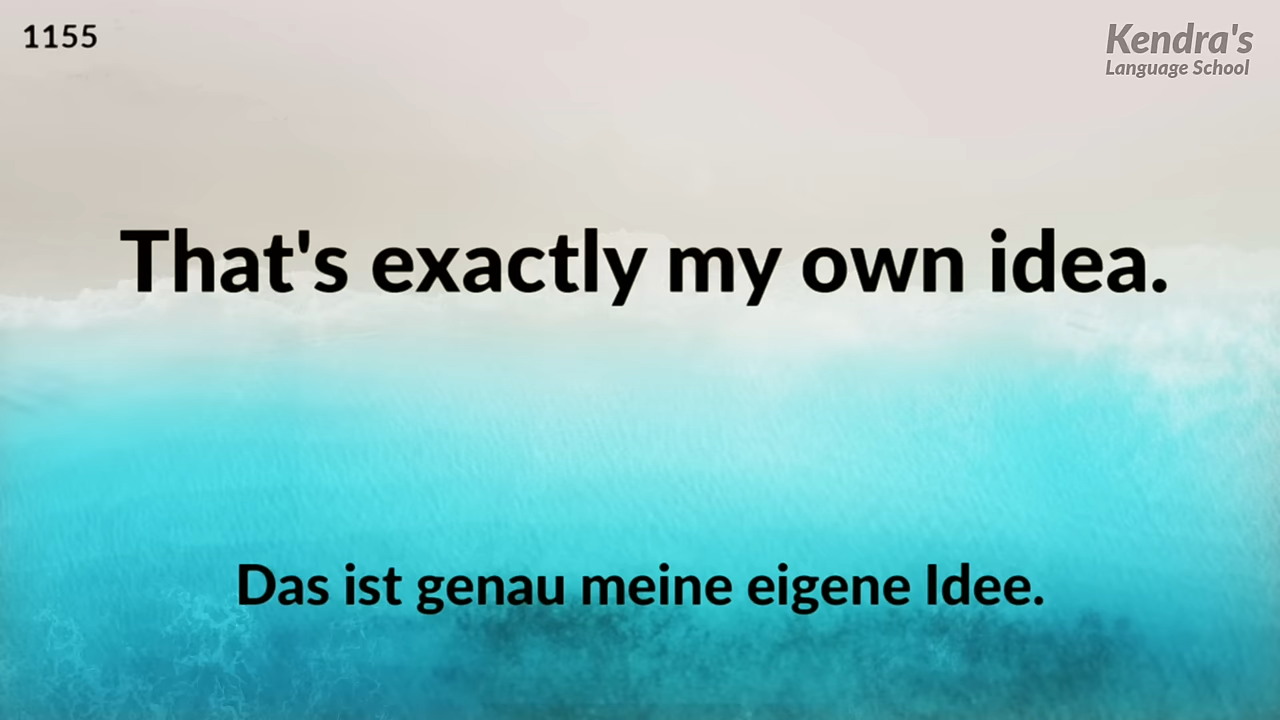 1155
Kendra's
Language School
That's exactly my own idea.
Das ist genau meine eigene Idee.